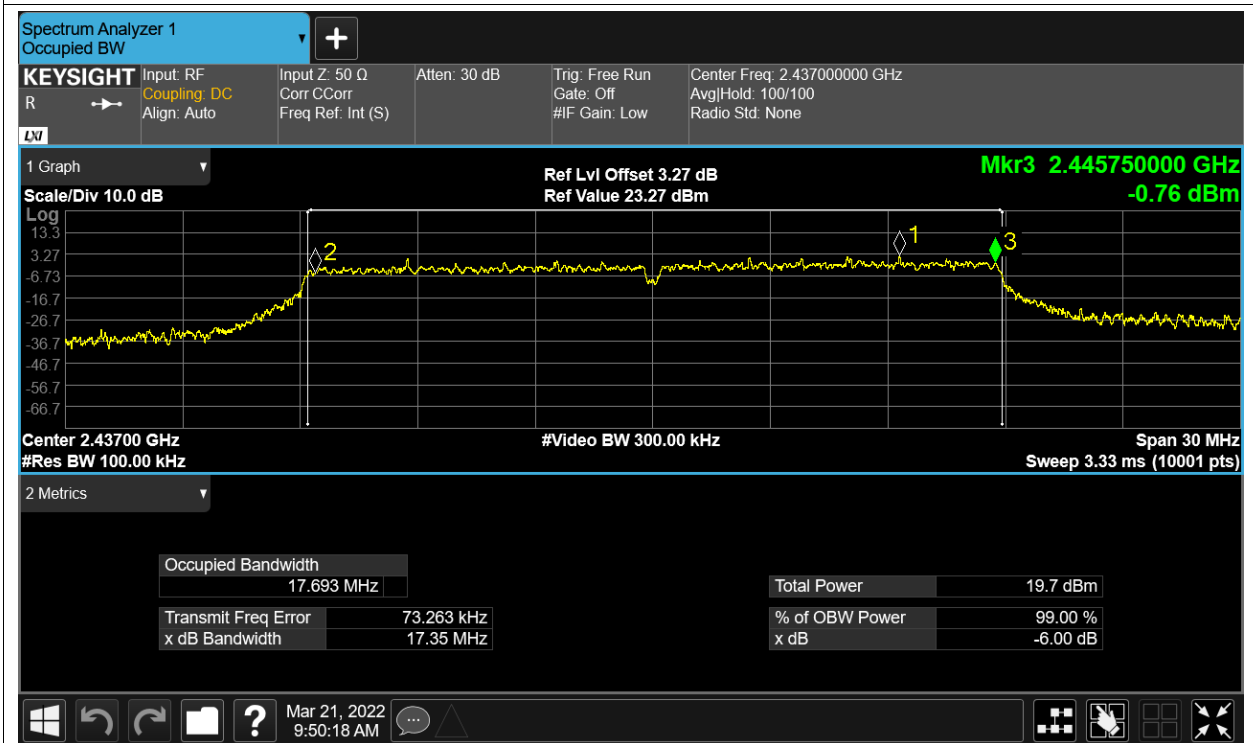 Spectrum Analyzer 1
Occupied BW
KEYSIGHT
R
LXI
Input: RF
Coupling: DC
Align: Auto
Input Z: 50 Ω
Corr CCorr
Freq Ref: Int (S)
Atten: 30 dB
Trig: Free Run
Gate: Off
#IF Gain: Low
Center Freq: 2.437000000 GHz
Avg|Hold: 100/100
Radio Std: None
1 Graph
Scale/Div 10.0 dB
Ref Lvl Offset 3.27 dB
Ref Value 23.27 dBm
Mkr3 2.445750000 GHz
-0.76 dBm
Log
13.3
3.27
-6.73
-16.7
-26.7
-36.7
-46.7
-56.7
-66.7
2
1
3
Center 2.43700 GHz
#Video BW 300.00 kHz
Span 30 MHz
#Res BW 100.00 kHz
Sweep 3.33 ms (10001 pts)
2 Metrics
Occupied Bandwidth
17.693 MHz
Transmit Freq Error 73.263 kHz
x dB Bandwidth 17.35 MHz
Total Power 19.7 dBm
% of OBW Power 99.00 %
x dB -6.00 dB
?
Mar 21, 2022
9:50:18 AM